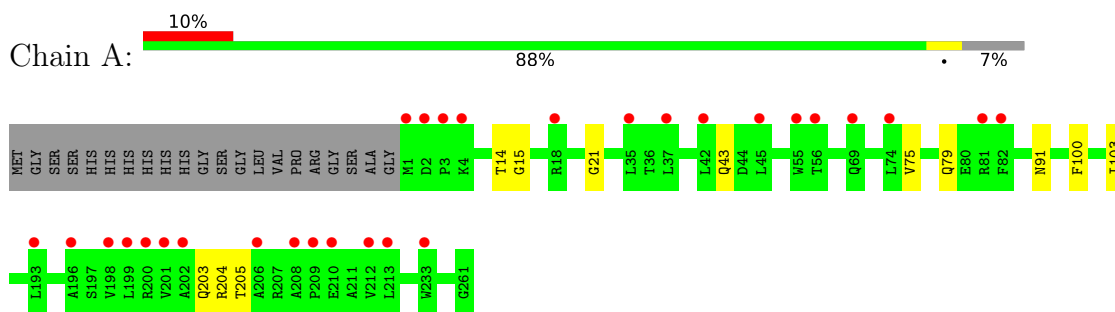 10%
Chain A:
88%
•
7%
MET GLY SER SER HIS HIS HIS HIS HIS HIS GLY SER GLY LEU VAL PRO ARG GLY SER ALA GLY M1 D2 P3 K4 T14 G15 R18 G21 L35 T36 L37 L42 Q43 D44 L45 W55 T56 Q69 L74 V75 Q79 E80 R81 F82 N91 F100
L193 A196 S197 V198 L199 R200 V201 A202 Q203 R204 T205 A206 R207 A208 P209 E210 A211 V212 L213 W233 G261